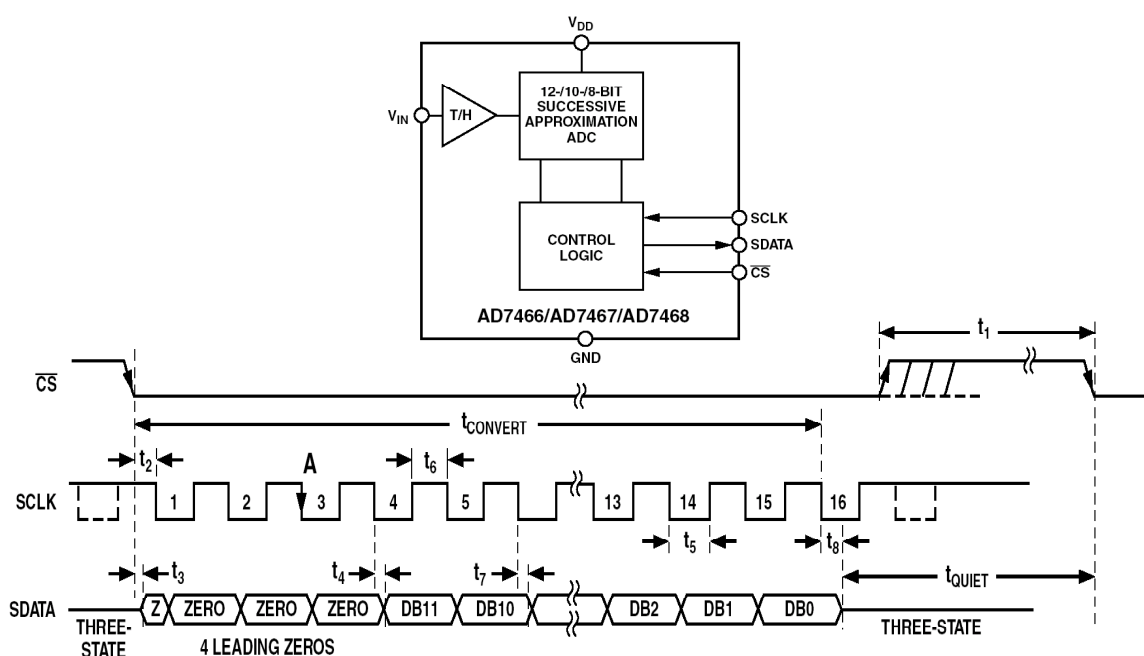 VDD
12-/10-/8-BIT
SUCCESSIVE
APPROXIMATION
ADC
VIN
T/H
SCLK
CONTROL
LOGIC
SDATA
CS
AD7466/AD7467/AD7468
GND
t1
CS
tCONVERT
t2
A
t6
SCLK
1
2
3
4
5
13
14
15
16
t5
t8
t3
t4
t7
tQUIET
SDATA
Z
ZERO
ZERO
ZERO
DB11
DB10
DB2
DB1
DB0
THREE-
STATE
4 LEADING ZEROS
THREE-STATE